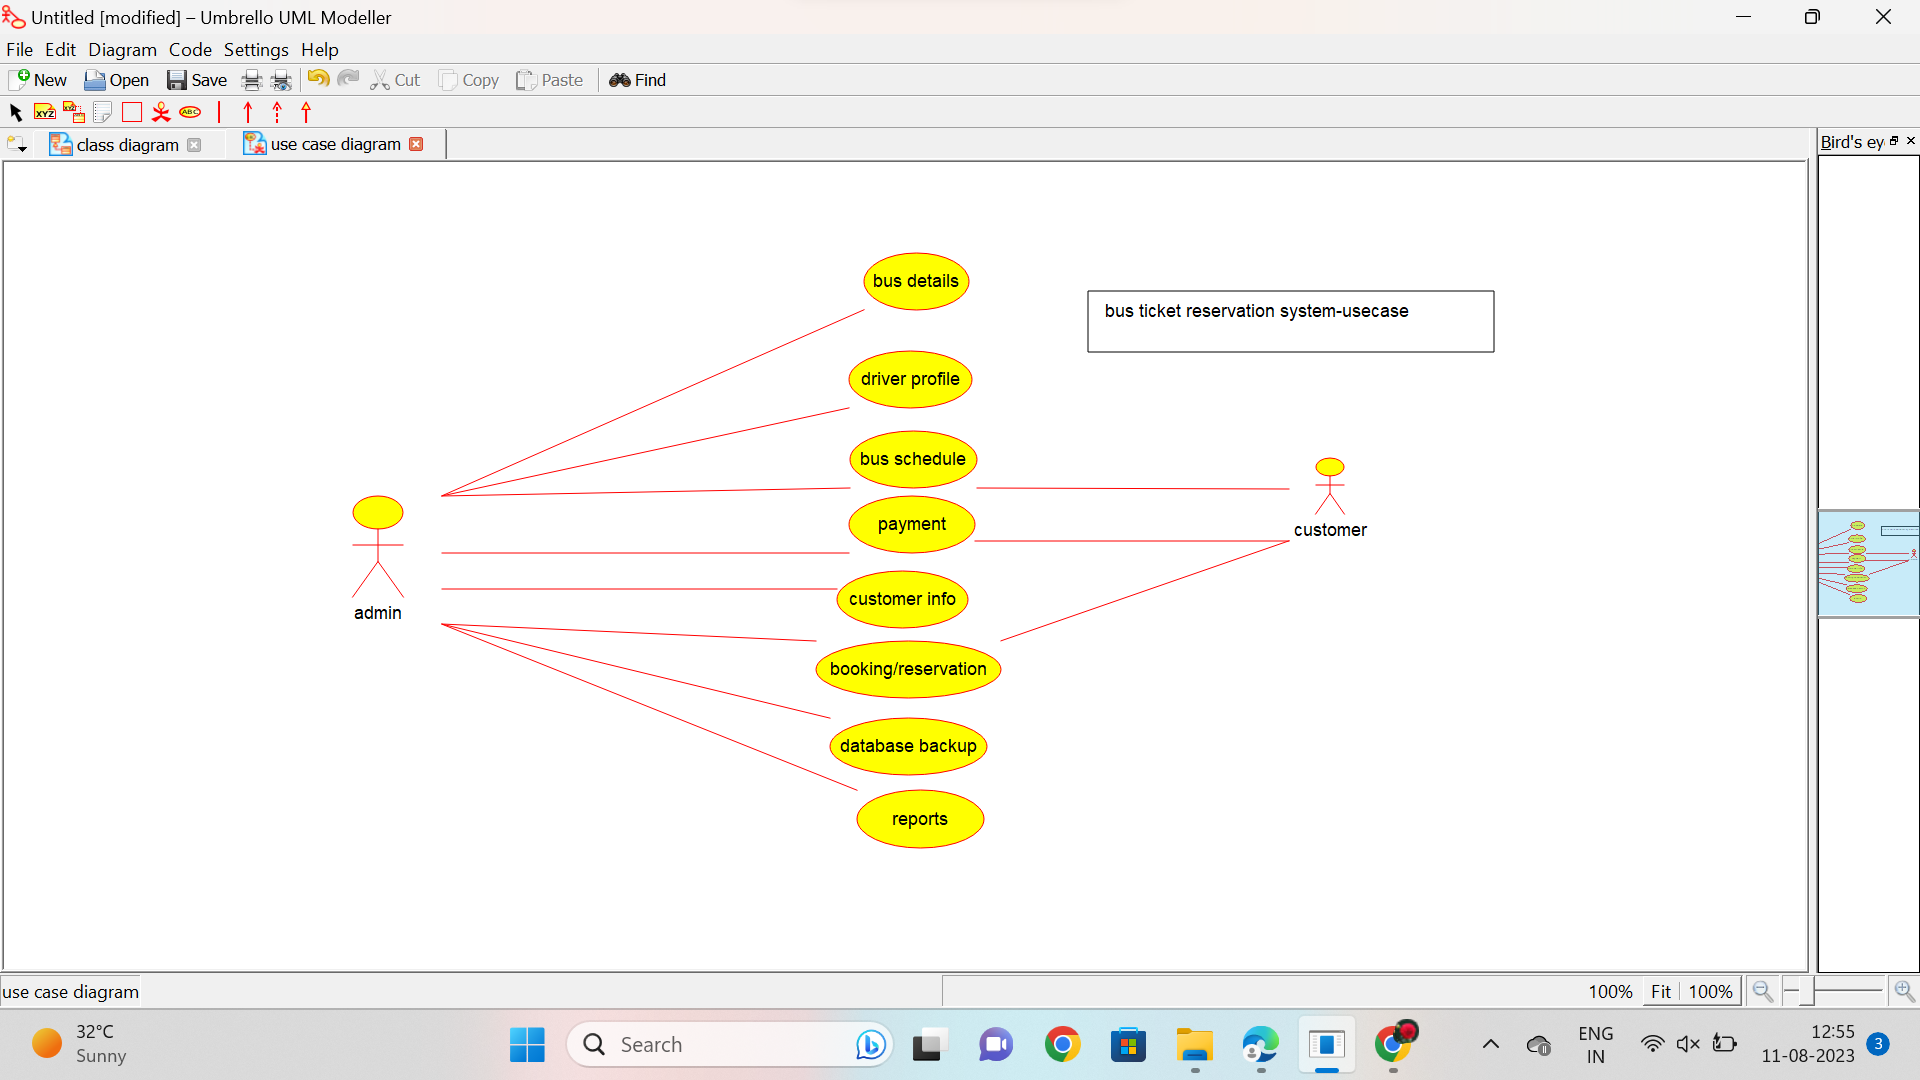 Untitled [modified] – Umbrello UML Modeller
File Edit Diagram Code Settings Help
New Open Save Cut Copy Paste Find
XYZ XYZ ABC
class diagram use case diagram
Bird's ey
bus details
bus ticket reservation system-usecase
driver profile
bus schedule
payment
customer
customer info
admin
booking/reservation
database backup
reports
use case diagram
100% Fit 100%
32°C
Sunny
Search
ENG
IN
12:55
11-08-2023
3